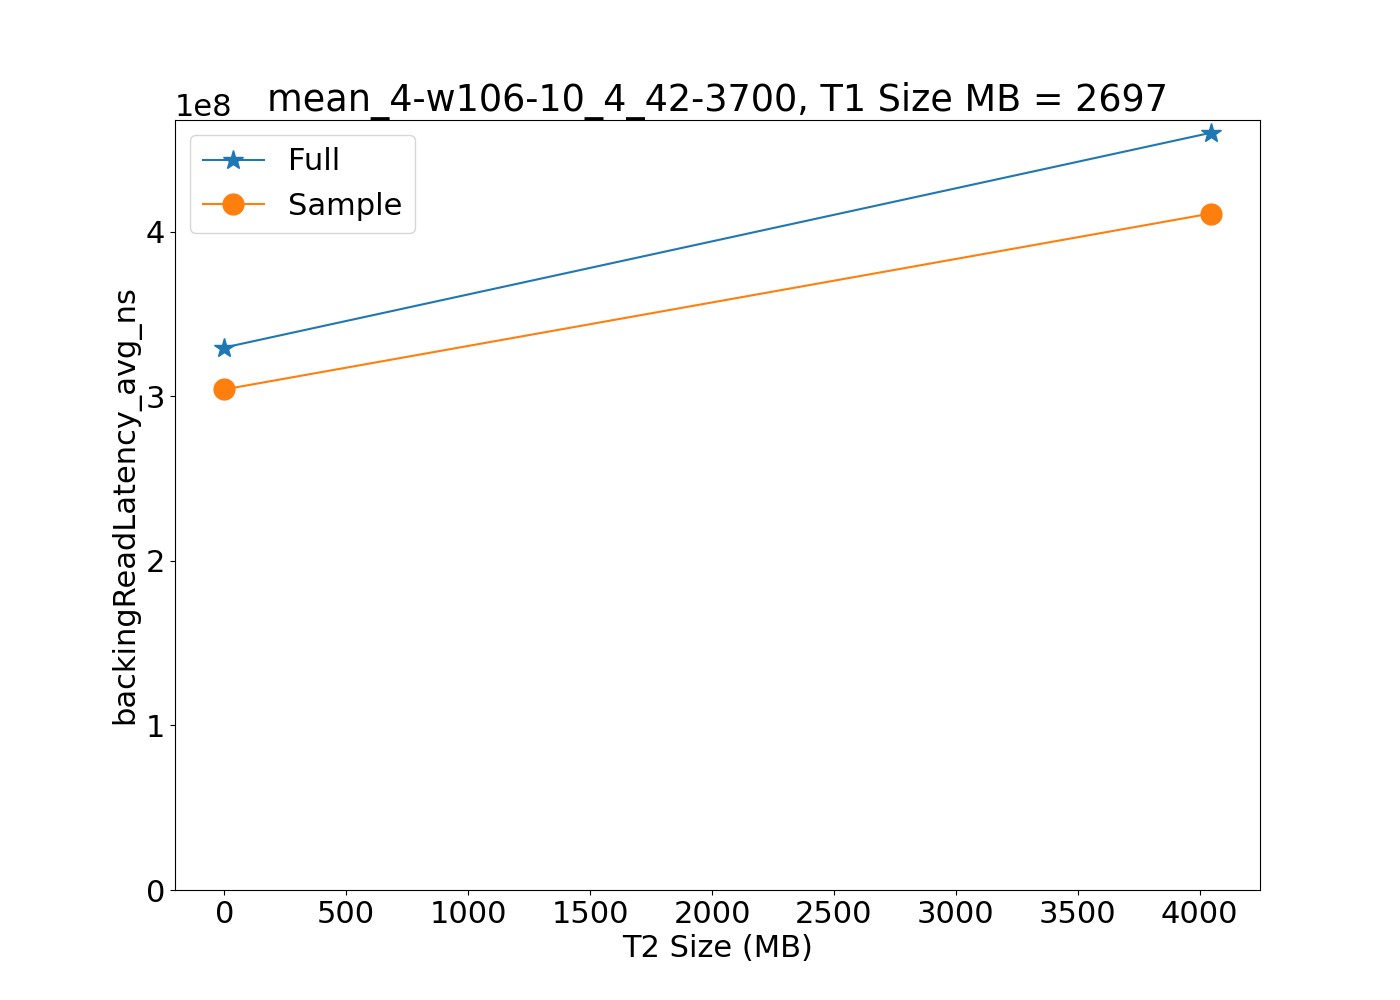 1e8
mean_4-w106-10_4_42-3700, T1 Size MB = 2697
Full
Sample
backingReadLatency_avg_ns
4
3
2
1
0
0 500 1000 1500 2000 2500 3000 3500 4000
T2 Size (MB)